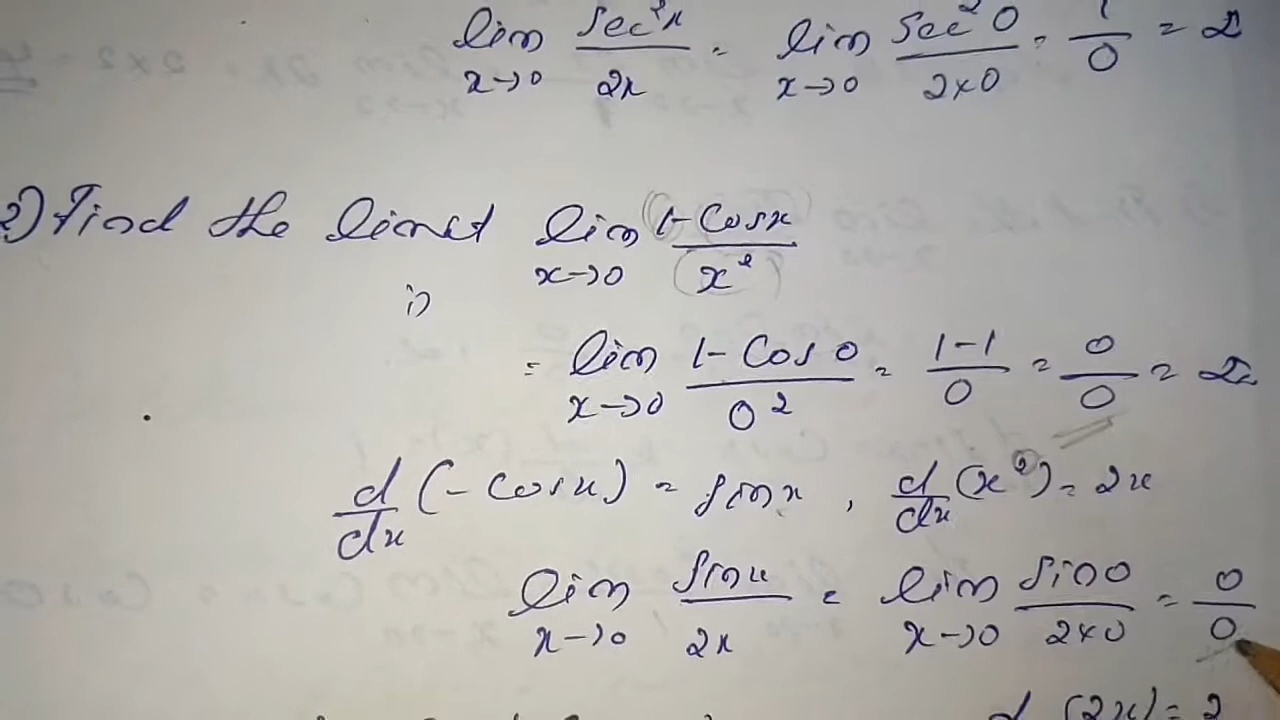 lim x→0 sec²x / 2x = lim x→0 sec²0 / 2×0 = 1/0 = ∞
2) Find the limit lim x→0 1-Cosx / x²
i)
= lim x→0 1-Cos0 / 0² = 1-1 / 0 = 0/0 = ∞
d/dx (-Cosx) = sinx , d/dx (x²) = 2x
lim x→0 sinx / 2x = lim x→0 sin0 / 2×0 = 0/0
d (2x) = 2